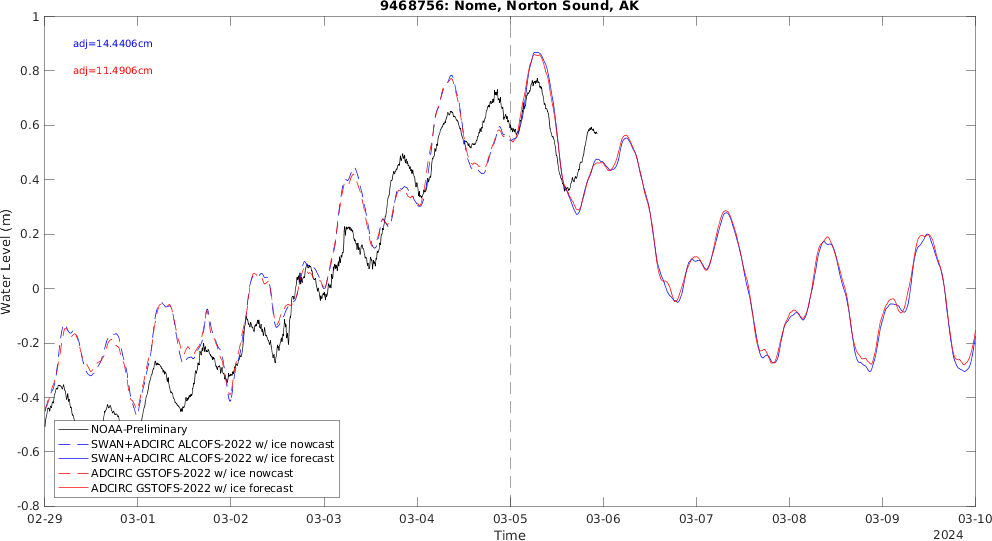 9468756: Nome, Norton Sound, AK
adj=14.4406cm
adj=11.4906cm
Water Level (m)
1
0.8
0.6
0.4
0.2
0
-0.2
-0.4
-0.6
-0.8
NOAA-Preliminary
SWAN+ADCIRC ALCOFS-2022 w/ ice nowcast
SWAN+ADCIRC ALCOFS-2022 w/ ice forecast
ADCIRC GSTOFS-2022 w/ ice nowcast
ADCIRC GSTOFS-2022 w/ ice forecast
02-29 03-01 03-02 03-03 03-04 03-05 03-06 03-07 03-08 03-09 03-10
Time
2024